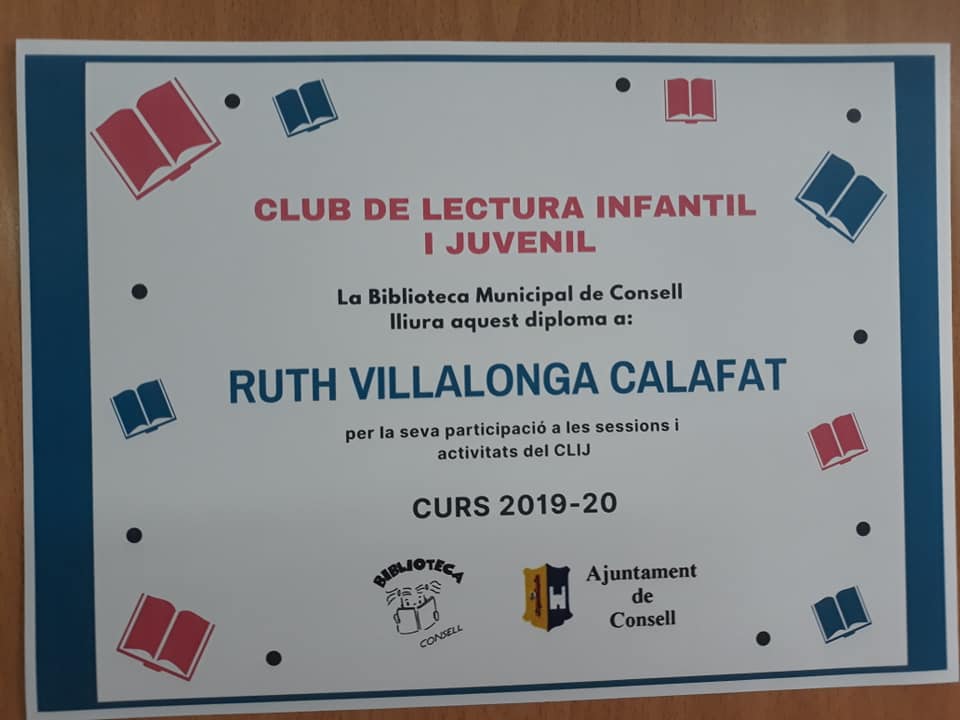 CLUB DE LECTURA INFANTIL
I JUVENIL
La Biblioteca Municipal de Consell
lliura aquest diploma a:
RUTH VILLALONGA CALAFAT
per la seva participació a les sessions i
activitats del CLIJ
CURS 2019-20
BIBLIOTECA
CONSELL
Ajuntament
de
Consell